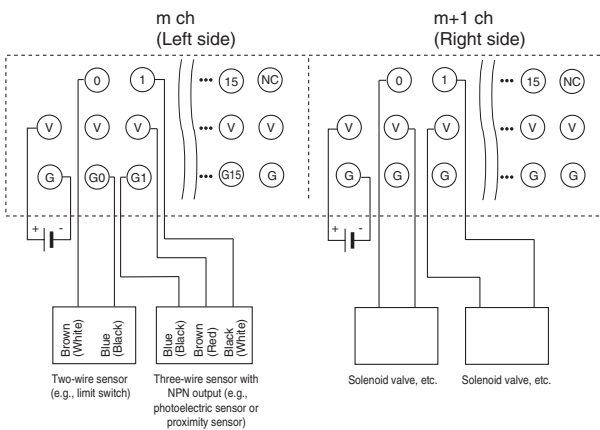 m ch
(Left side)
m+1 ch
(Right side)
0 1 ••• 15 NC
0 1 ••• 15 NC
V V V ••• V V
V V V ••• V V
G G0 G1 ••• G15 G
G G G ••• G G
+ -
+ -
Brown
(White)
Blue
(Black)
Blue
(Black)
Brown
(Red)
Black
(White)
Two-wire sensor
(e.g., limit switch)
Three-wire sensor with
NPN output (e.g.,
photoelectric sensor or
proximity sensor)
Solenoid valve, etc.
Solenoid valve, etc.